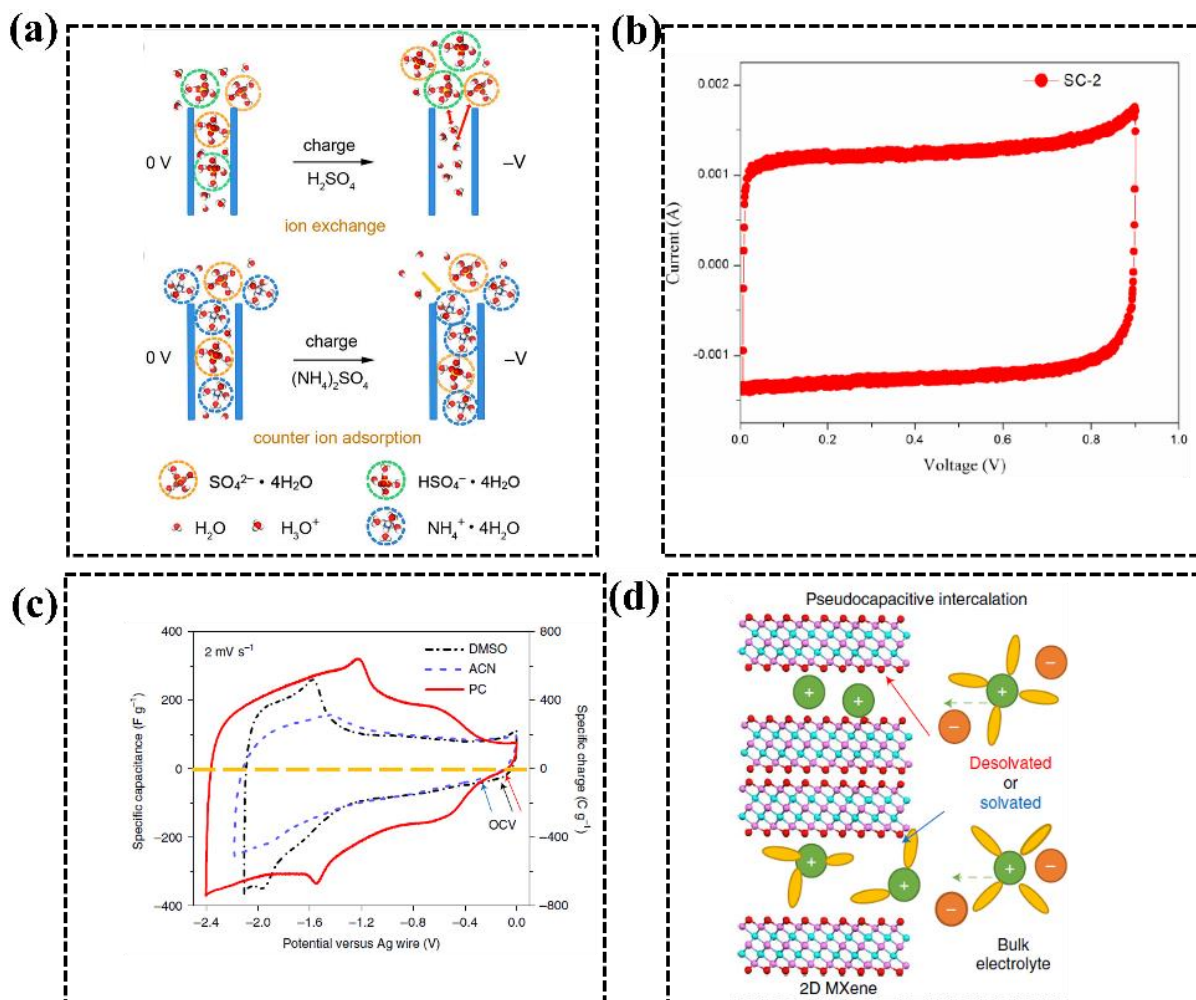 (a)
0 V
charge
H₂SO₄
–V
ion exchange
0 V
charge
(NH₄)₂SO₄
–V
counter ion adsorption
SO₄²⁻ • 4H₂O
HSO₄⁻ • 4H₂O
H₂O
H₃O⁺
NH₄⁺ • 4H₂O
(b)
SC-2
0.002
0.001
0.000
-0.001
Current (A)
0.0 0.2 0.4 0.6 0.8 1.0
Voltage (V)
(c)
2 mV s⁻¹
DMSO
ACN
PC
400
200
0
–200
–400
Specific capacitance (F g⁻¹)
800
400
0
–400
–800
Specific charge (C g⁻¹)
OCV
–2.4 –2.0 –1.6 –1.2 –0.8 –0.4 0.0
Potential versus Ag wire (V)
(d)
Pseudocapacitive intercalation
+ +
+
–
–
Desolvated
or
solvated
+ +
+
–
–
Bulk
electrolyte
2D MXene